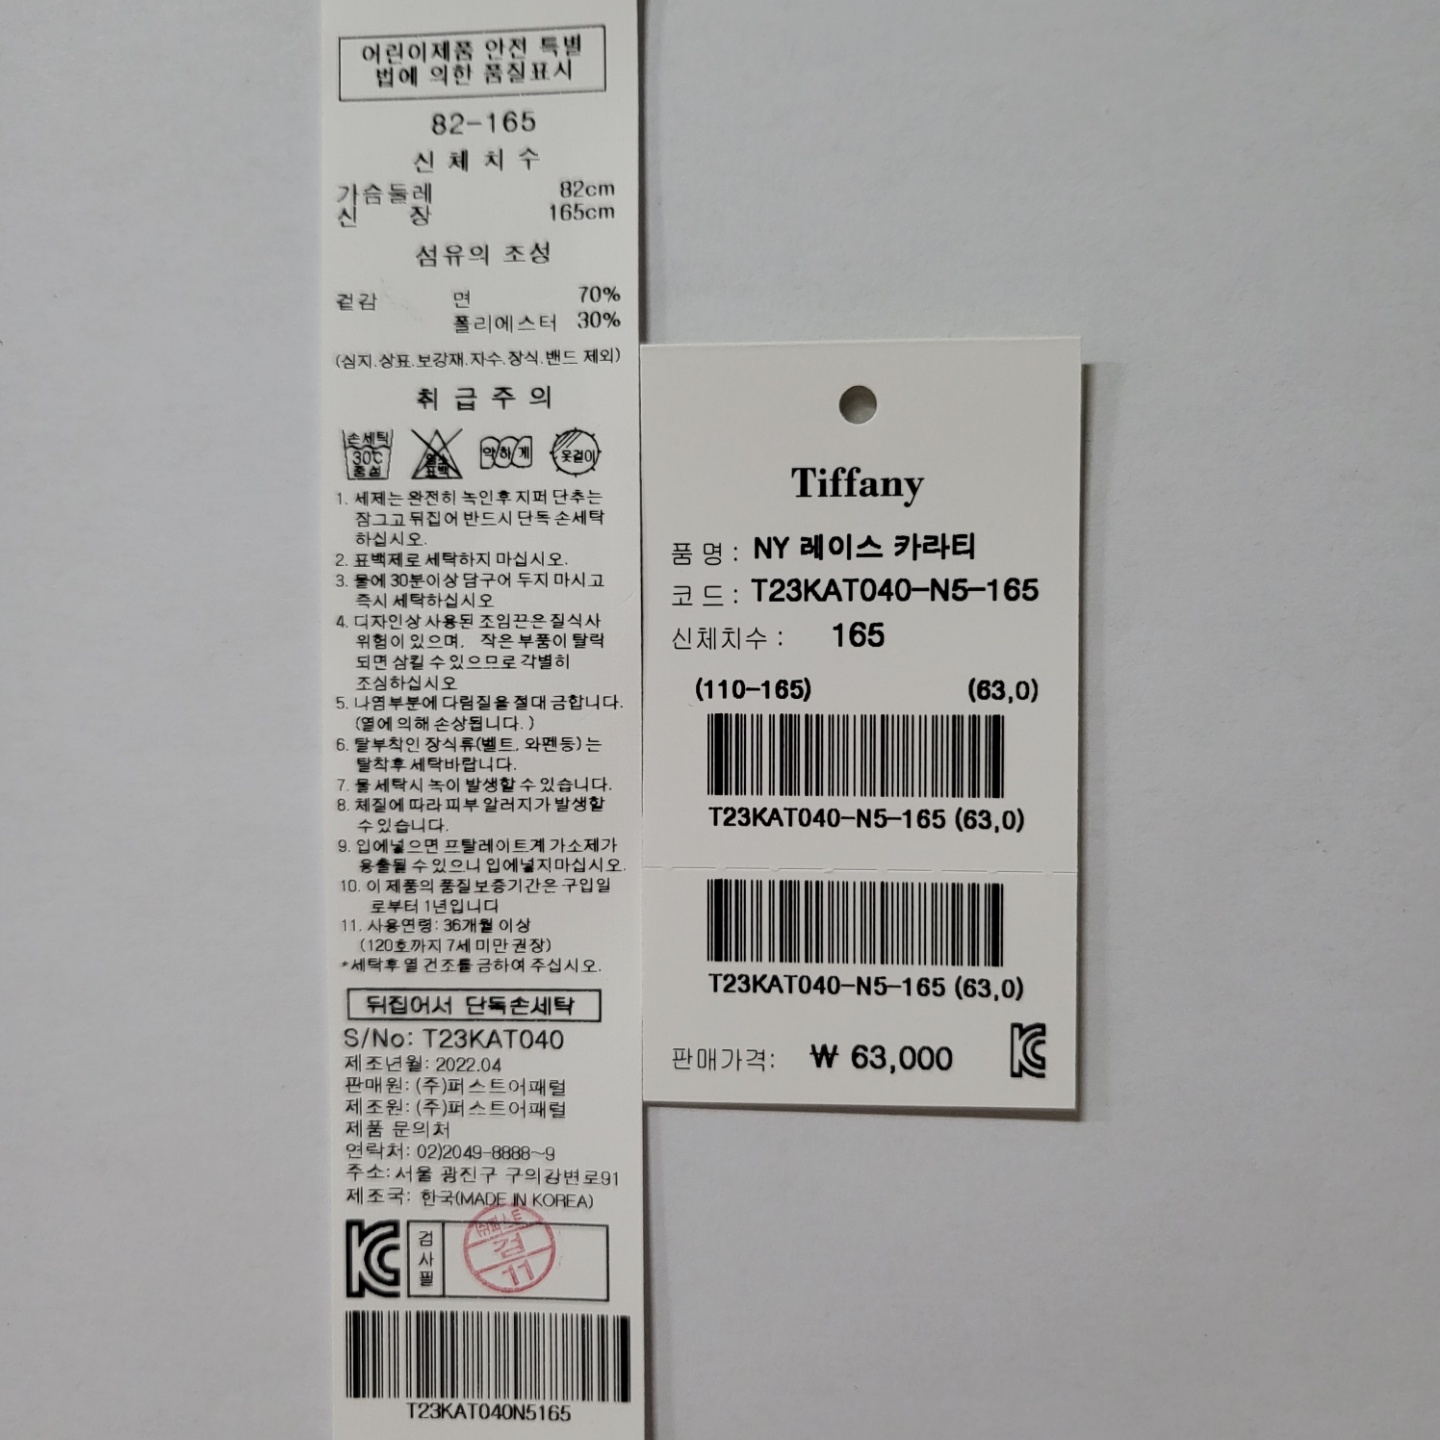 어린이제품 안전 특별
법에 의한 품질표시
82-165
신 체 치 수
가슴둘레 82cm
신 장 165cm
섬유의 조성
겉감 면 70%
폴리에스터 30%
(심지.상표.보강재.자수.장식.밴드 제외)
취 급 주 의
손세탁
30℃
중성
염소
표백
약하게
옷걸이
1. 세제는 완전히 녹인후 지퍼 단추는
잠그고 뒤집어 반드시 단독 손세탁
하십시오.
2. 표백제로 세탁하지 마십시오.
3. 물에 30분이상 담구어 두지 마시고
즉시 세탁하십시오
4. 디자인상 사용된 조임끈은 질식사
위험이 있으며, 작은 부품이 탈락
되면 삼킬 수 있으므로 각별히
조심하십시오
5. 나염부분에 다림질을 절대 금합니다.
(열에 의해 손상됩니다. )
6. 탈부착인 장식류(벨트, 와펜등) 는
탈착후 세탁바랍니다.
7. 물 세탁시 녹이 발생할 수 있습니다.
8. 체질에 따라 피부 알러지가 발생할
수 있습니다.
9. 입에넣으면 프탈레이트계 가소제가
용출될 수 있으니 입에넣지마십시오.
10. 이 제품의 품질보증기간은 구입일
로부터 1년입니다
11. 사용연령: 36개월 이상
(120호까지 7세 미만 권장)
*세탁후 열 건조를 금하여 주십시오.
뒤집어서 단독손세탁
S/No: T23KAT040
제조년월: 2022.04
판매원: (주)퍼스트어패럴
제조원: (주)퍼스트어패럴
제품 문의처
연락처: 02)2049-8888~9
주소: 서울 광진구 구의강변로91
제조국: 한국(MADE IN KOREA)
KC
검사필
검
11
T23KAT040N5165
Tiffany
품 명 : NY 레이스 카라티
코 드 : T23KAT040-N5-165
신체치수 : 165
(110-165) (63,0)
T23KAT040-N5-165 (63,0)
T23KAT040-N5-165 (63,0)
판매가격: ₩ 63,000
KC